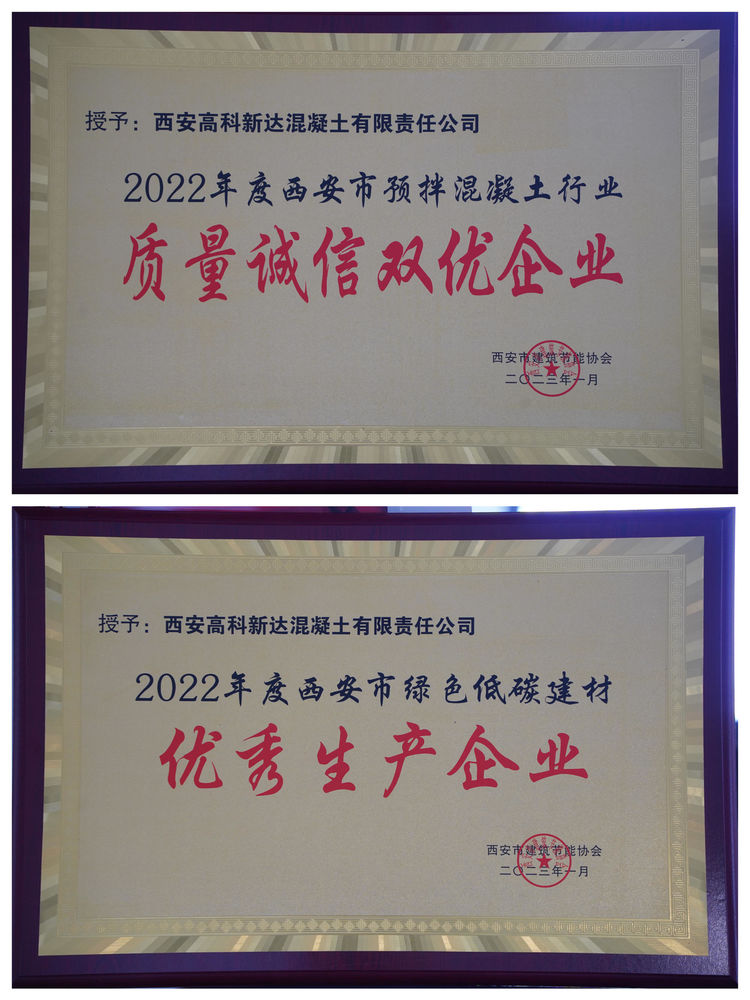 授予：西安高科新达混凝土有限责任公司
2022年度西安市预拌混凝土行业
质量诚信双优企业
西安市建筑节能协会
二〇二三年一月
授予：西安高科新达混凝土有限责任公司
2022年度西安市绿色低碳建材
优秀生产企业
西安市建筑节能协会
二〇二三年一月